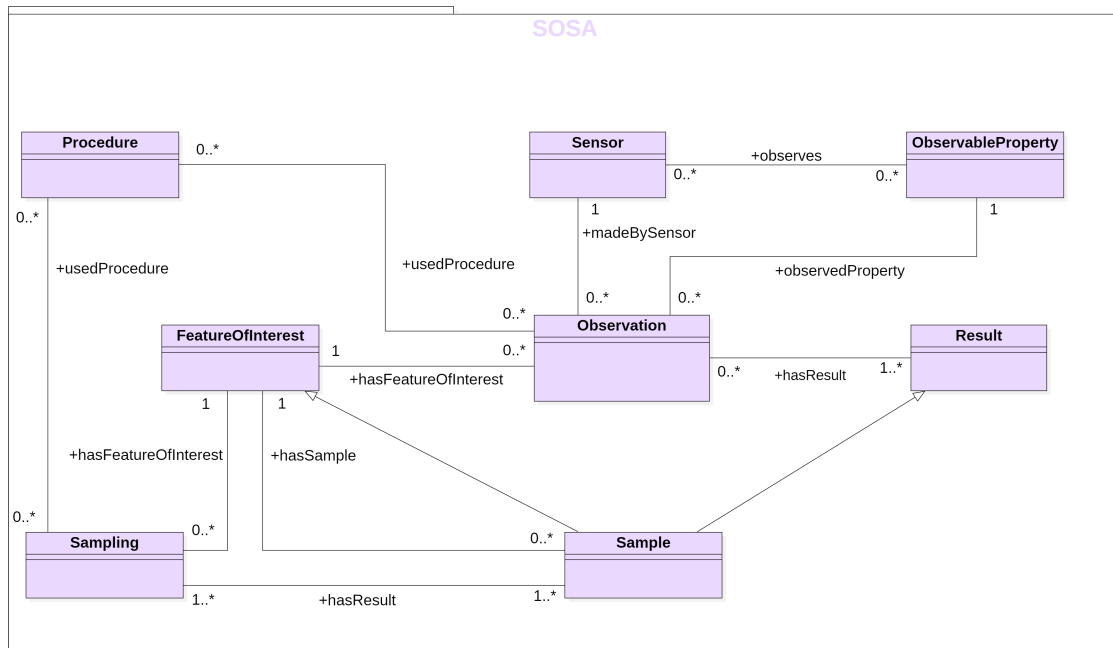 SOSA
Procedure
Sensor
ObservableProperty
0..*
+observes
0..*
0..*
0..*
1
1
+madeBySensor
+usedProcedure
+usedProcedure
+observedProperty
0..*
0..*
0..*
FeatureOfInterest
Observation
Result
1
0..*
+hasFeatureOfInterest
0..*
+hasResult
1..*
1
1
+hasFeatureOfInterest
+hasSample
0..*
0..*
0..*
Sampling
Sample
1..*
+hasResult
1..*